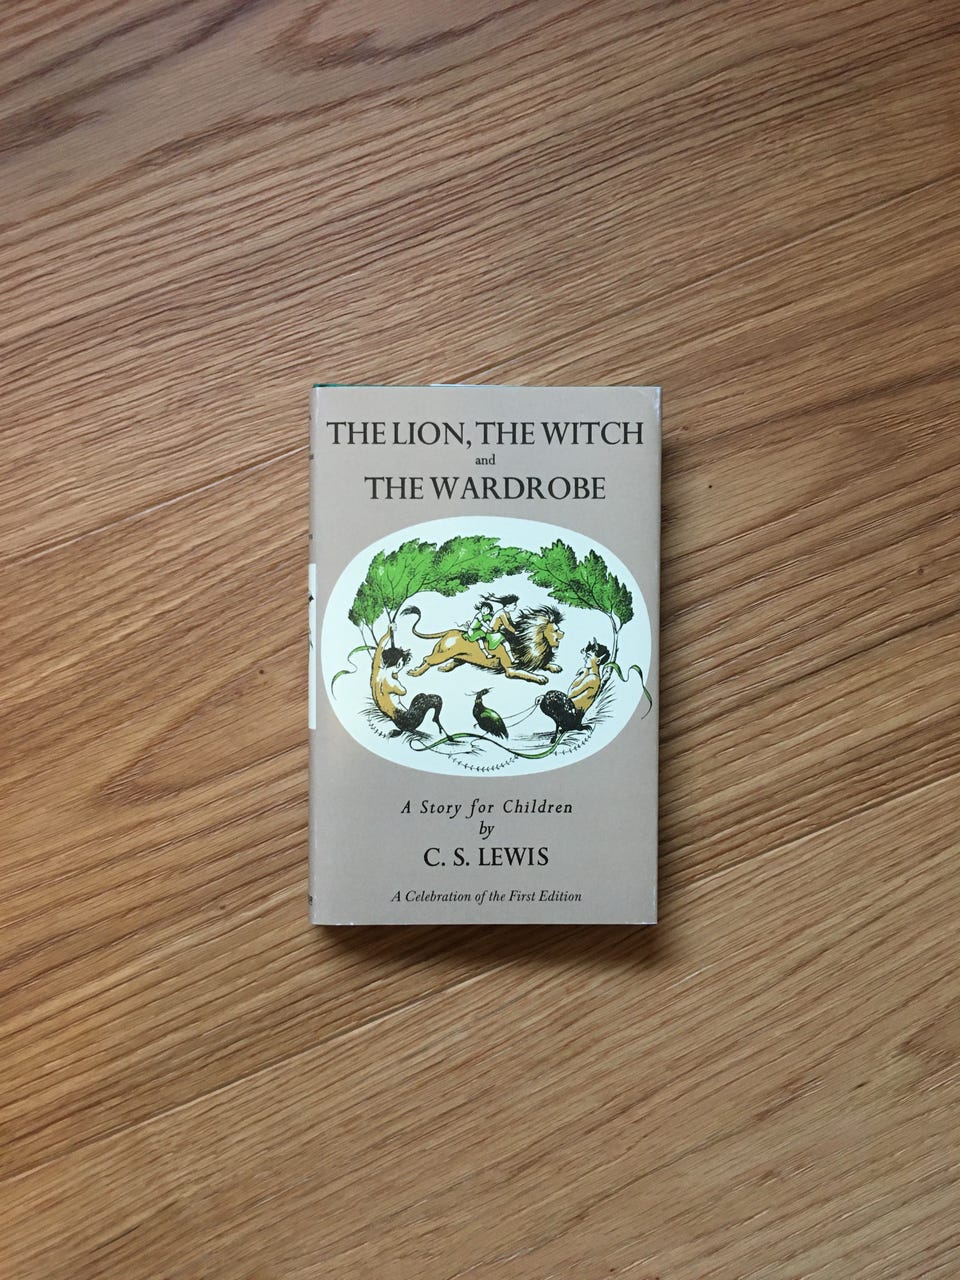 THE LION, THE WITCH
and
THE WARDROBE
A Story for Children
by
C. S. LEWIS
A Celebration of the First Edition